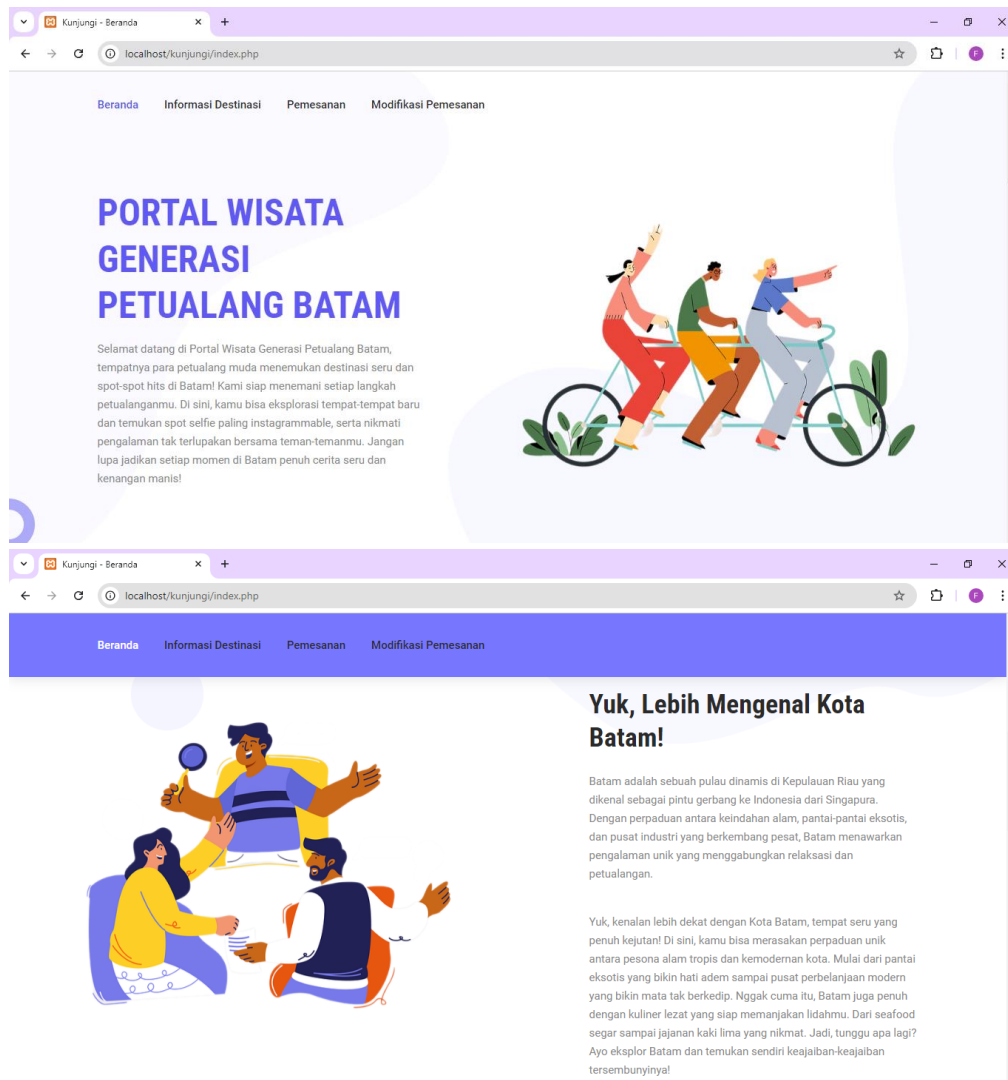 Kunjungi - Beranda
localhost/kunjungi/index.php
F
Beranda Informasi Destinasi Pemesanan Modifikasi Pemesanan
PORTAL WISATA
GENERASI
PETUALANG BATAM
Selamat datang di Portal Wisata Generasi Petualang Batam,
tempatnya para petualang muda menemukan destinasi seru dan
spot-spot hits di Batam! Kami siap menemani setiap langkah
petualanganmu. Di sini, kamu bisa eksplorasi tempat-tempat baru
dan temukan spot selfie paling instagrammable, serta nikmati
pengalaman tak terlupakan bersama teman-temanmu. Jangan
lupa jadikan setiap momen di Batam penuh cerita seru dan
kenangan manis!
Kunjungi - Beranda
localhost/kunjungi/index.php
F
Beranda Informasi Destinasi Pemesanan Modifikasi Pemesanan
Yuk, Lebih Mengenal Kota
Batam!
Batam adalah sebuah pulau dinamis di Kepulauan Riau yang
dikenal sebagai pintu gerbang ke Indonesia dari Singapura.
Dengan perpaduan antara keindahan alam, pantai-pantai eksotis,
dan pusat industri yang berkembang pesat, Batam menawarkan
pengalaman unik yang menggabungkan relaksasi dan
petualangan.
Yuk, kenalan lebih dekat dengan Kota Batam, tempat seru yang
penuh kejutan! Di sini, kamu bisa merasakan perpaduan unik
antara pesona alam tropis dan kemodernan kota. Mulai dari pantai
eksotis yang bikin hati adem sampai pusat perbelanjaan modern
yang bikin mata tak berkedip. Nggak cuma itu, Batam juga penuh
dengan kuliner lezat yang siap memanjakan lidahmu. Dari seafood
segar sampai jajanan kaki lima yang nikmat. Jadi, tunggu apa lagi?
Ayo eksplor Batam dan temukan sendiri keajaiban-keajaiban
tersembunyinya!